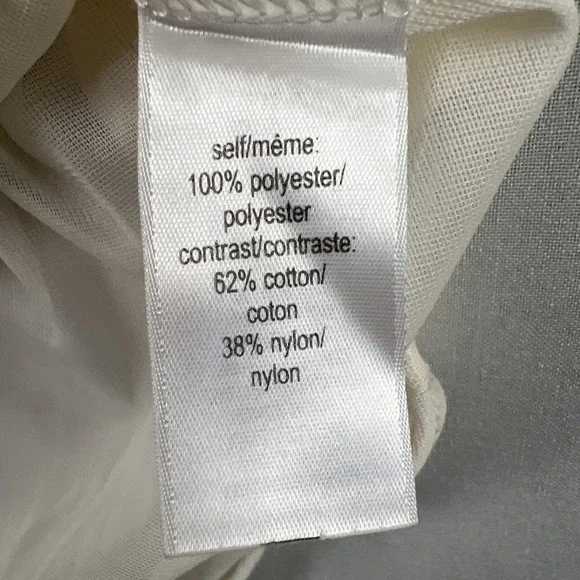 self/même:
100% polyester/
polyester
contrast/contraste:
62% cotton/
coton
38% nylon/
nylon